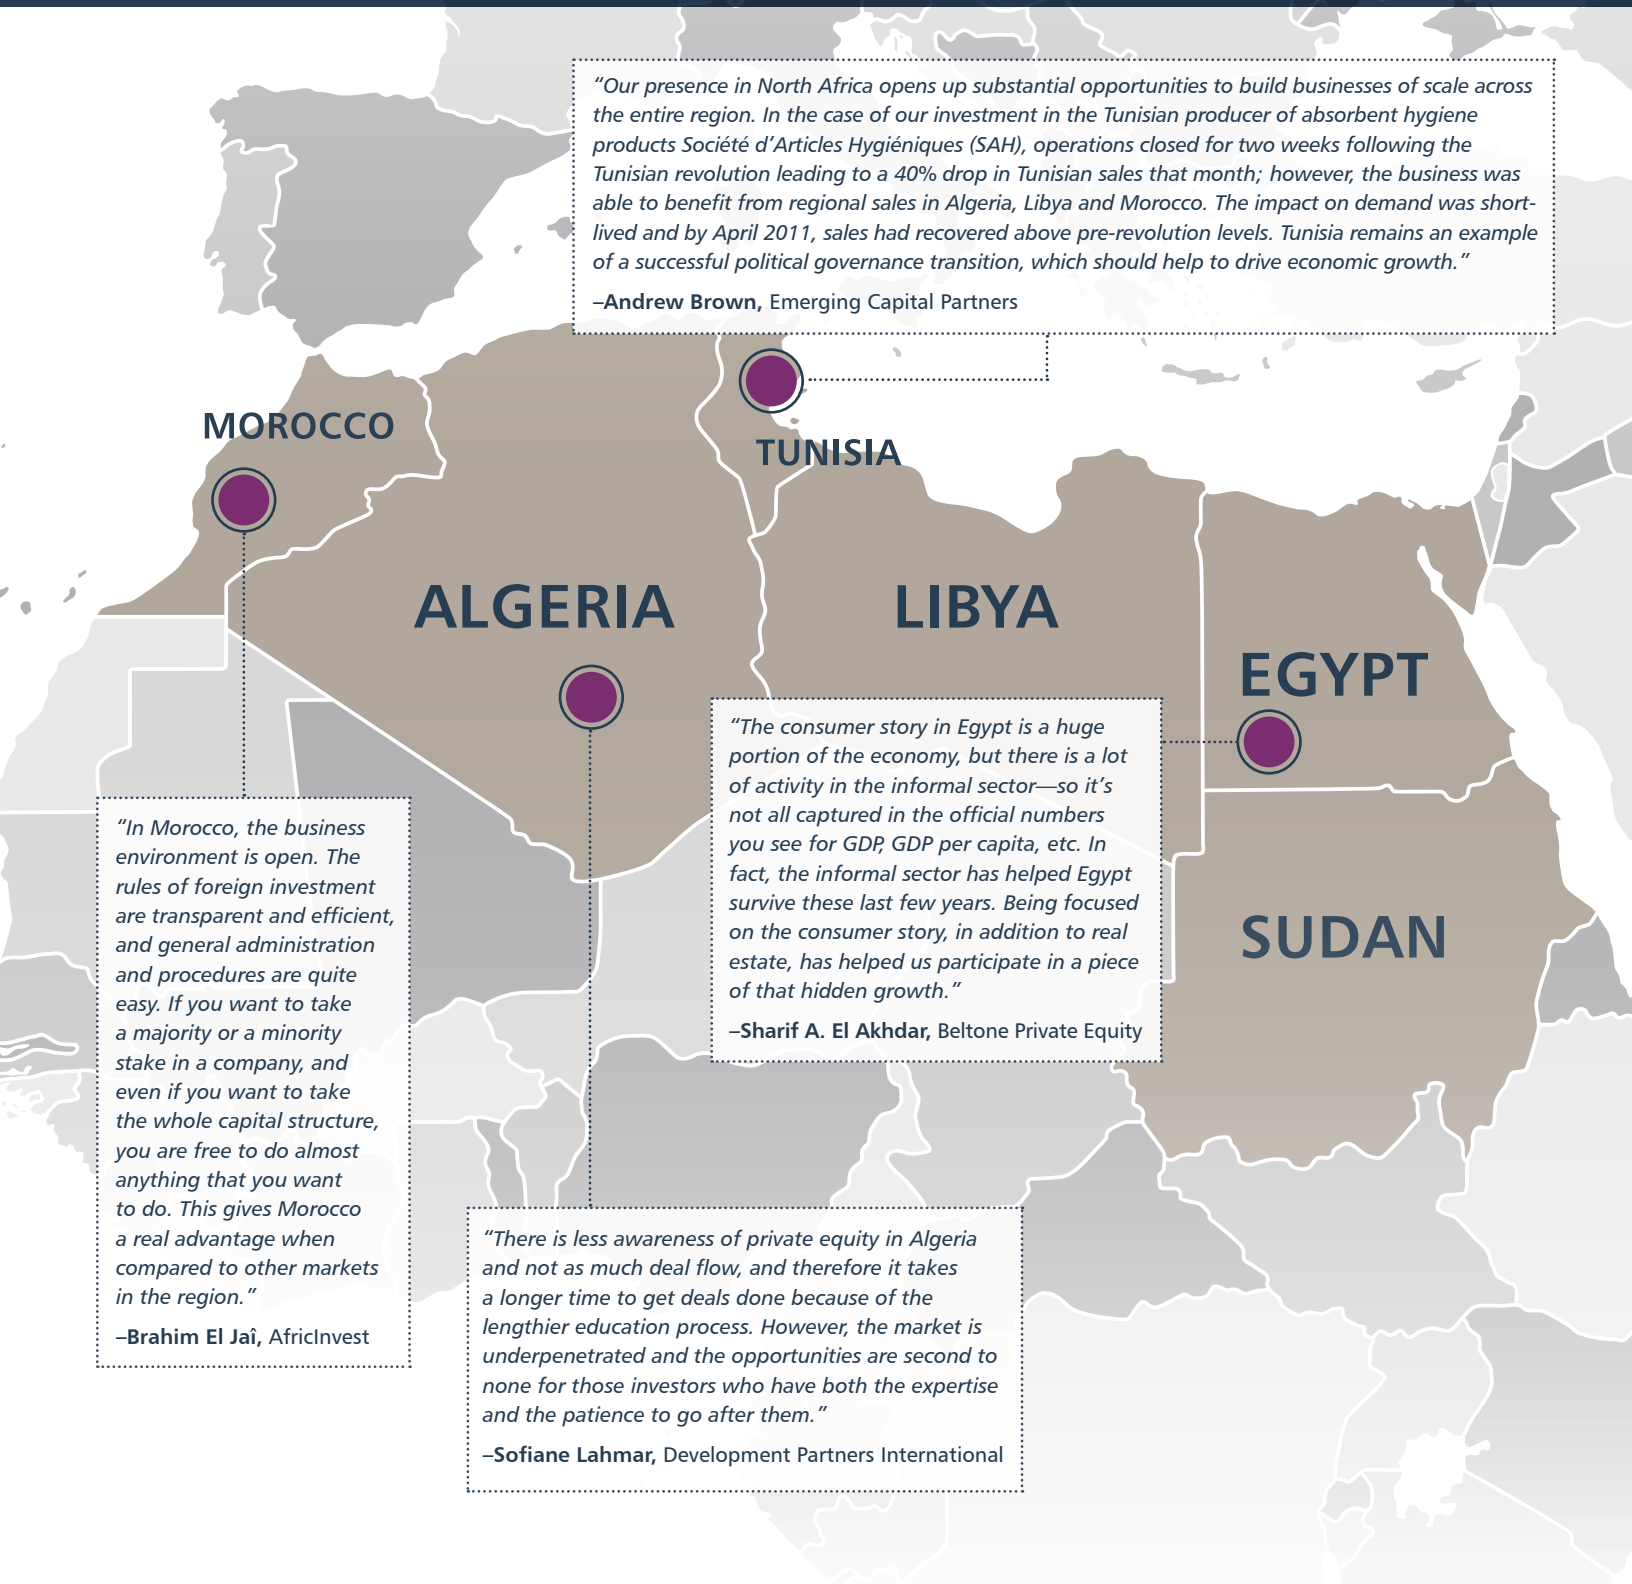 “Our presence in North Africa opens up substantial opportunities to build businesses of scale across
the entire region. In the case of our investment in the Tunisian producer of absorbent hygiene
products Société d’Articles Hygiéniques (SAH), operations closed for two weeks following the
Tunisian revolution leading to a 40% drop in Tunisian sales that month; however, the business was
able to benefit from regional sales in Algeria, Libya and Morocco. The impact on demand was short-
lived and by April 2011, sales had recovered above pre-revolution levels. Tunisia remains an example
of a successful political governance transition, which should help to drive economic growth.”
–Andrew Brown, Emerging Capital Partners
MOROCCO
TUNISIA
ALGERIA
LIBYA
EGYPT
SUDAN
“The consumer story in Egypt is a huge
portion of the economy, but there is a lot
of activity in the informal sector—so it’s
not all captured in the official numbers
you see for GDP, GDP per capita, etc. In
fact, the informal sector has helped Egypt
survive these last few years. Being focused
on the consumer story, in addition to real
estate, has helped us participate in a piece
of that hidden growth.”
–Sharif A. El Akhdar, Beltone Private Equity
“In Morocco, the business
environment is open. The
rules of foreign investment
are transparent and efficient,
and general administration
and procedures are quite
easy. If you want to take
a majority or a minority
stake in a company, and
even if you want to take
the whole capital structure,
you are free to do almost
anything that you want
to do. This gives Morocco
a real advantage when
compared to other markets
in the region.”
–Brahim El Jaî, AfricInvest
“There is less awareness of private equity in Algeria
and not as much deal flow, and therefore it takes
a longer time to get deals done because of the
lengthier education process. However, the market is
underpenetrated and the opportunities are second to
none for those investors who have both the expertise
and the patience to go after them.”
–Sofiane Lahmar, Development Partners International